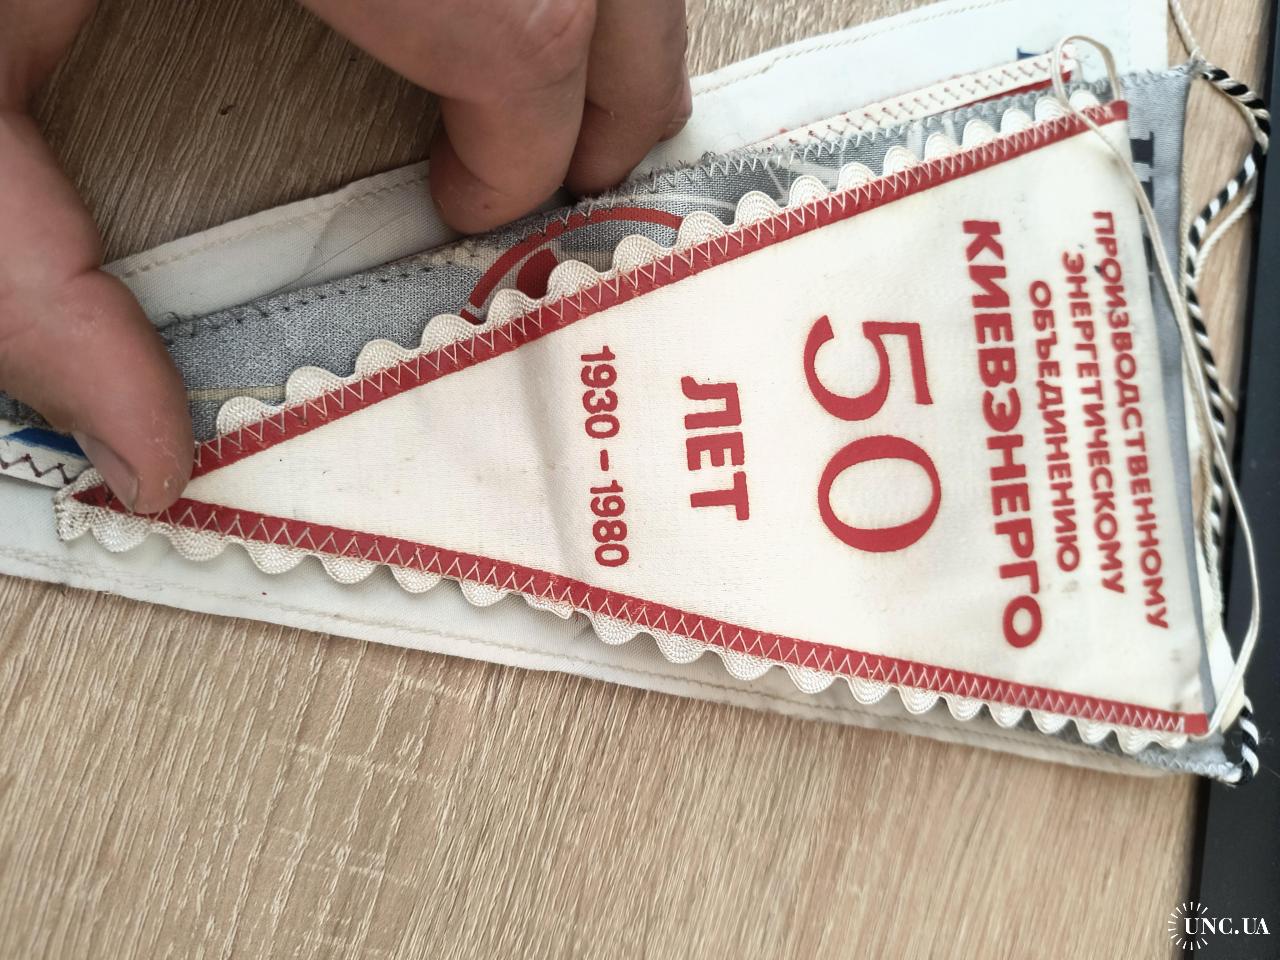 ПРОИЗВОДСТВЕННОМУ
ЭНЕРГЕТИЧЕСКОМУ
ОБЪЕДИНЕНИЮ
КИЕВЭНЕРГО
50
ЛЕТ
1930 – 1980
UNC.UA